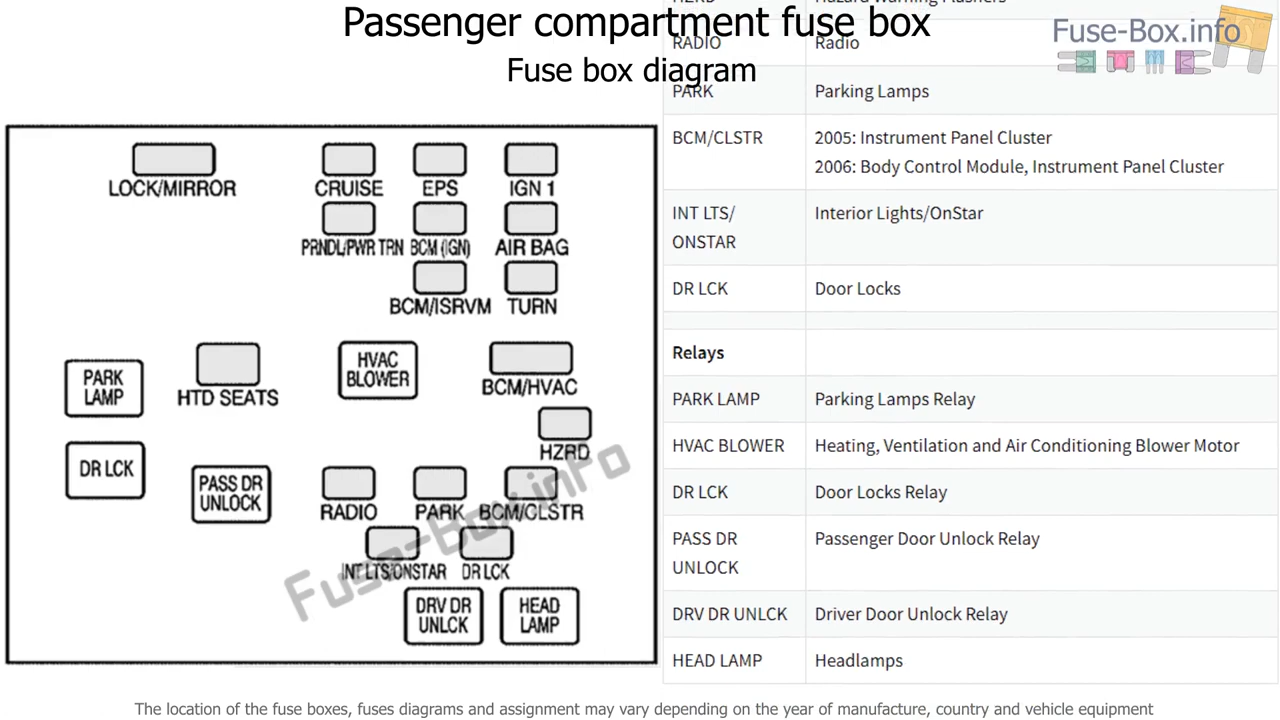 Passenger compartment fuse box
Fuse box diagram
Fuse-Box.info
LOCK/MIRROR
CRUISE
EPS
IGN 1
PRNDL/PWR TRN
BCM (IGN)
AIR BAG
BCM/ISRVM
TURN
PARK
LAMP
HTD SEATS
HVAC
BLOWER
BCM/HVAC
HZRD
DR LCK
PASS DR
UNLOCK
RADIO
PARK
BCM/CLSTR
INT LTS/ONSTAR
DR LCK
DRV DR
UNLCK
HEAD
LAMP
Fuse-Box.info
HZRD Hazard Warning Flashers
RADIO Radio
PARK Parking Lamps
BCM/CLSTR 2005: Instrument Panel Cluster
2006: Body Control Module, Instrument Panel Cluster
INT LTS/ Interior Lights/OnStar
ONSTAR
DR LCK Door Locks
Relays
PARK LAMP Parking Lamps Relay
HVAC BLOWER Heating, Ventilation and Air Conditioning Blower Motor
DR LCK Door Locks Relay
PASS DR Passenger Door Unlock Relay
UNLOCK
DRV DR UNLCK Driver Door Unlock Relay
HEAD LAMP Headlamps
The location of the fuse boxes, fuses diagrams and assignment may vary depending on the year of manufacture, country and vehicle equipment